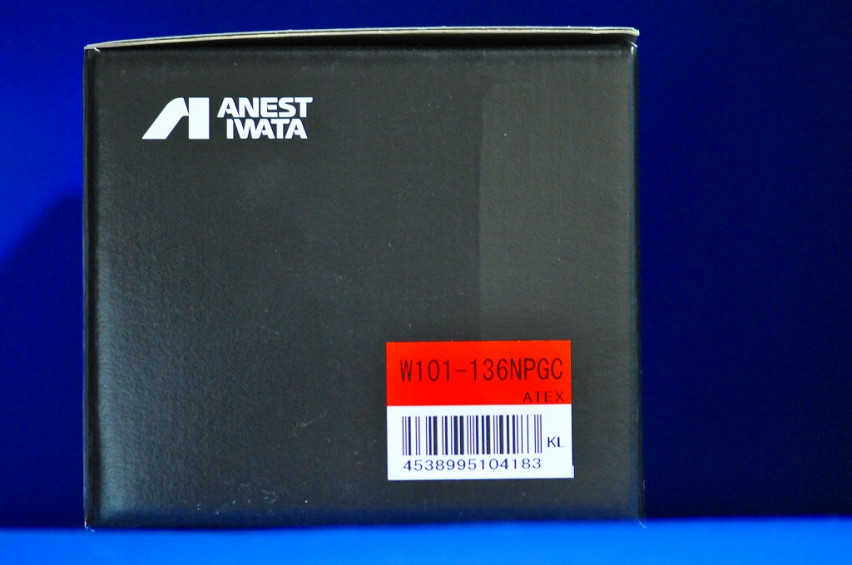 ANEST
IWATA
W101-136NPGC
ATEX
KL
4538995104183